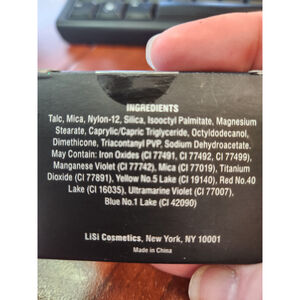 INGREDIENTS
Talc, Mica, Nylon-12, Silica, Isooctyl Palmitate, Magnesium
Stearate, Caprylic/Capric Triglyceride, Octyldodecanol,
Dimethicone, Triacontanyl PVP, Sodium Dehydroacetate.
May Contain: Iron Oxides (CI 77491, CI 77492, CI 77499),
Manganese Violet (CI 77742), Mica (CI 77019), Titanium
Dioxide (CI 77891), Yellow No.5 Lake (CI 19140), Red No.40
Lake (CI 16035), Ultramarine Violet (CI 77007),
Blue No.1 Lake (CI 42090)
LiSi Cosmetics, New York, NY 10001
Made in China